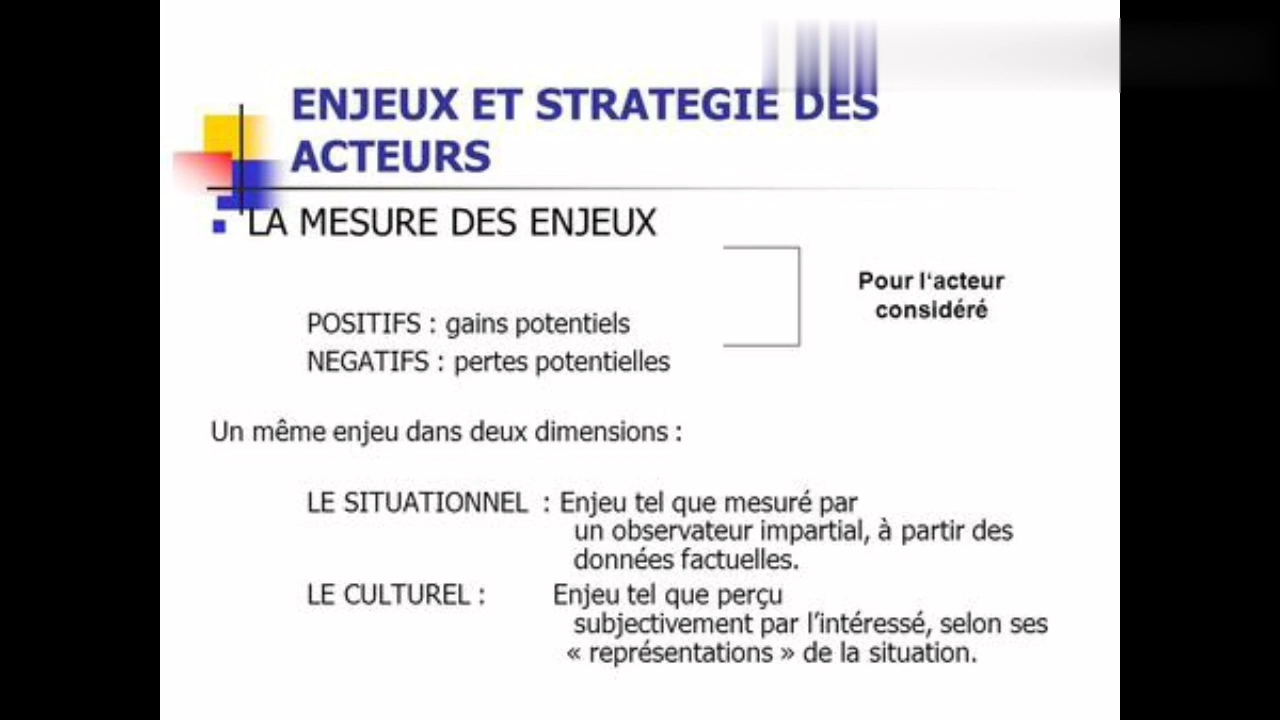 ENJEUX ET STRATEGIE DES
ACTEURS
LA MESURE DES ENJEUX
Pour l‘acteur
considéré
POSITIFS : gains potentiels
NEGATIFS : pertes potentielles
Un même enjeu dans deux dimensions :
LE SITUATIONNEL : Enjeu tel que mesuré par
un observateur impartial, à partir des
données factuelles.
LE CULTUREL : Enjeu tel que perçu
subjectivement par l’intéressé, selon ses
« représentations » de la situation.